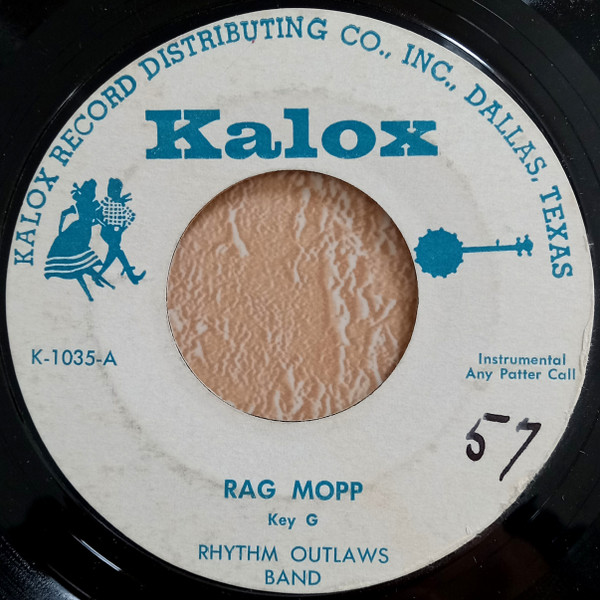 KALOX RECORD DISTRIBUTING CO., INC., DALLAS, TEXAS
Kalox
K-1035-A
Instrumental
Any Patter Call
57
RAG MOPP
Key G
RHYTHM OUTLAWS
BAND